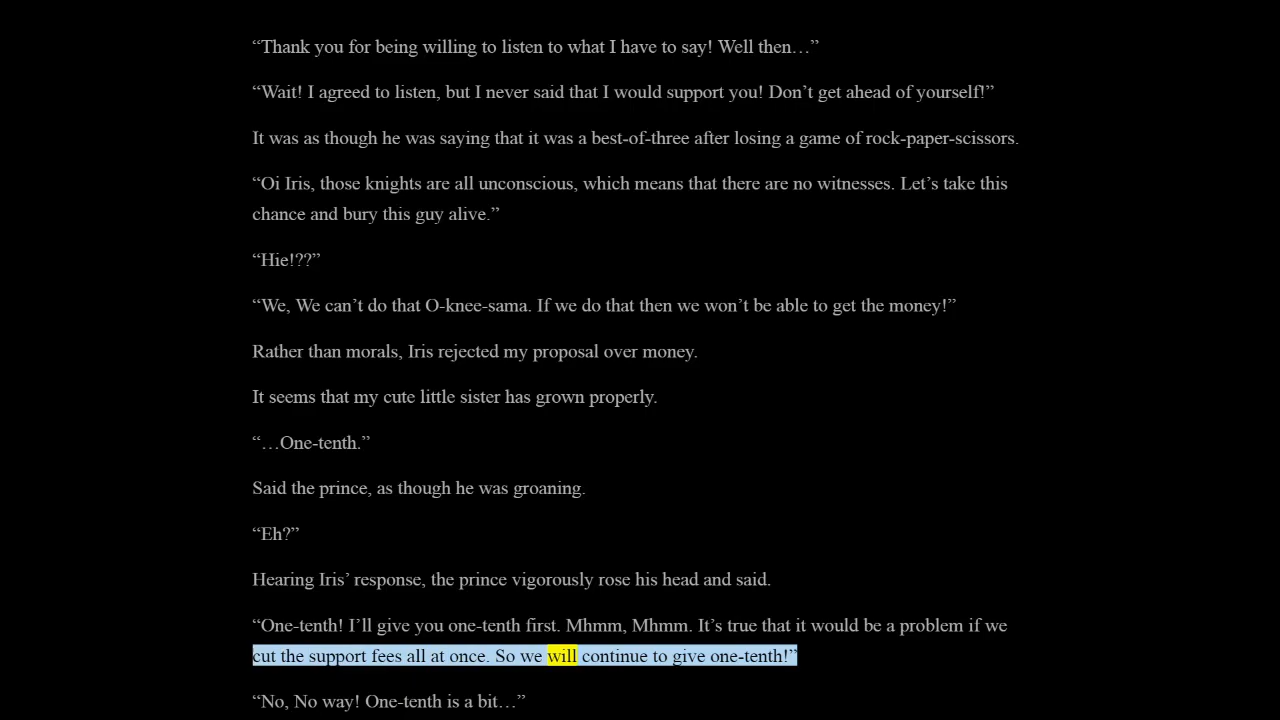 “Thank you for being willing to listen to what I have to say! Well then…”
“Wait! I agreed to listen, but I never said that I would support you! Don’t get ahead of yourself!”
It was as though he was saying that it was a best-of-three after losing a game of rock-paper-scissors.
“Oi Iris, those knights are all unconscious, which means that there are no witnesses. Let’s take this
chance and bury this guy alive.”
“Hie!??”
“We, We can’t do that O-knee-sama. If we do that then we won’t be able to get the money!”
Rather than morals, Iris rejected my proposal over money.
It seems that my cute little sister has grown properly.
“…One-tenth.”
Said the prince, as though he was groaning.
“Eh?”
Hearing Iris’ response, the prince vigorously rose his head and said.
“One-tenth! I’ll give you one-tenth first. Mhmm, Mhmm. It’s true that it would be a problem if we
cut the support fees all at once. So we will continue to give one-tenth!”
“No, No way! One-tenth is a bit…”